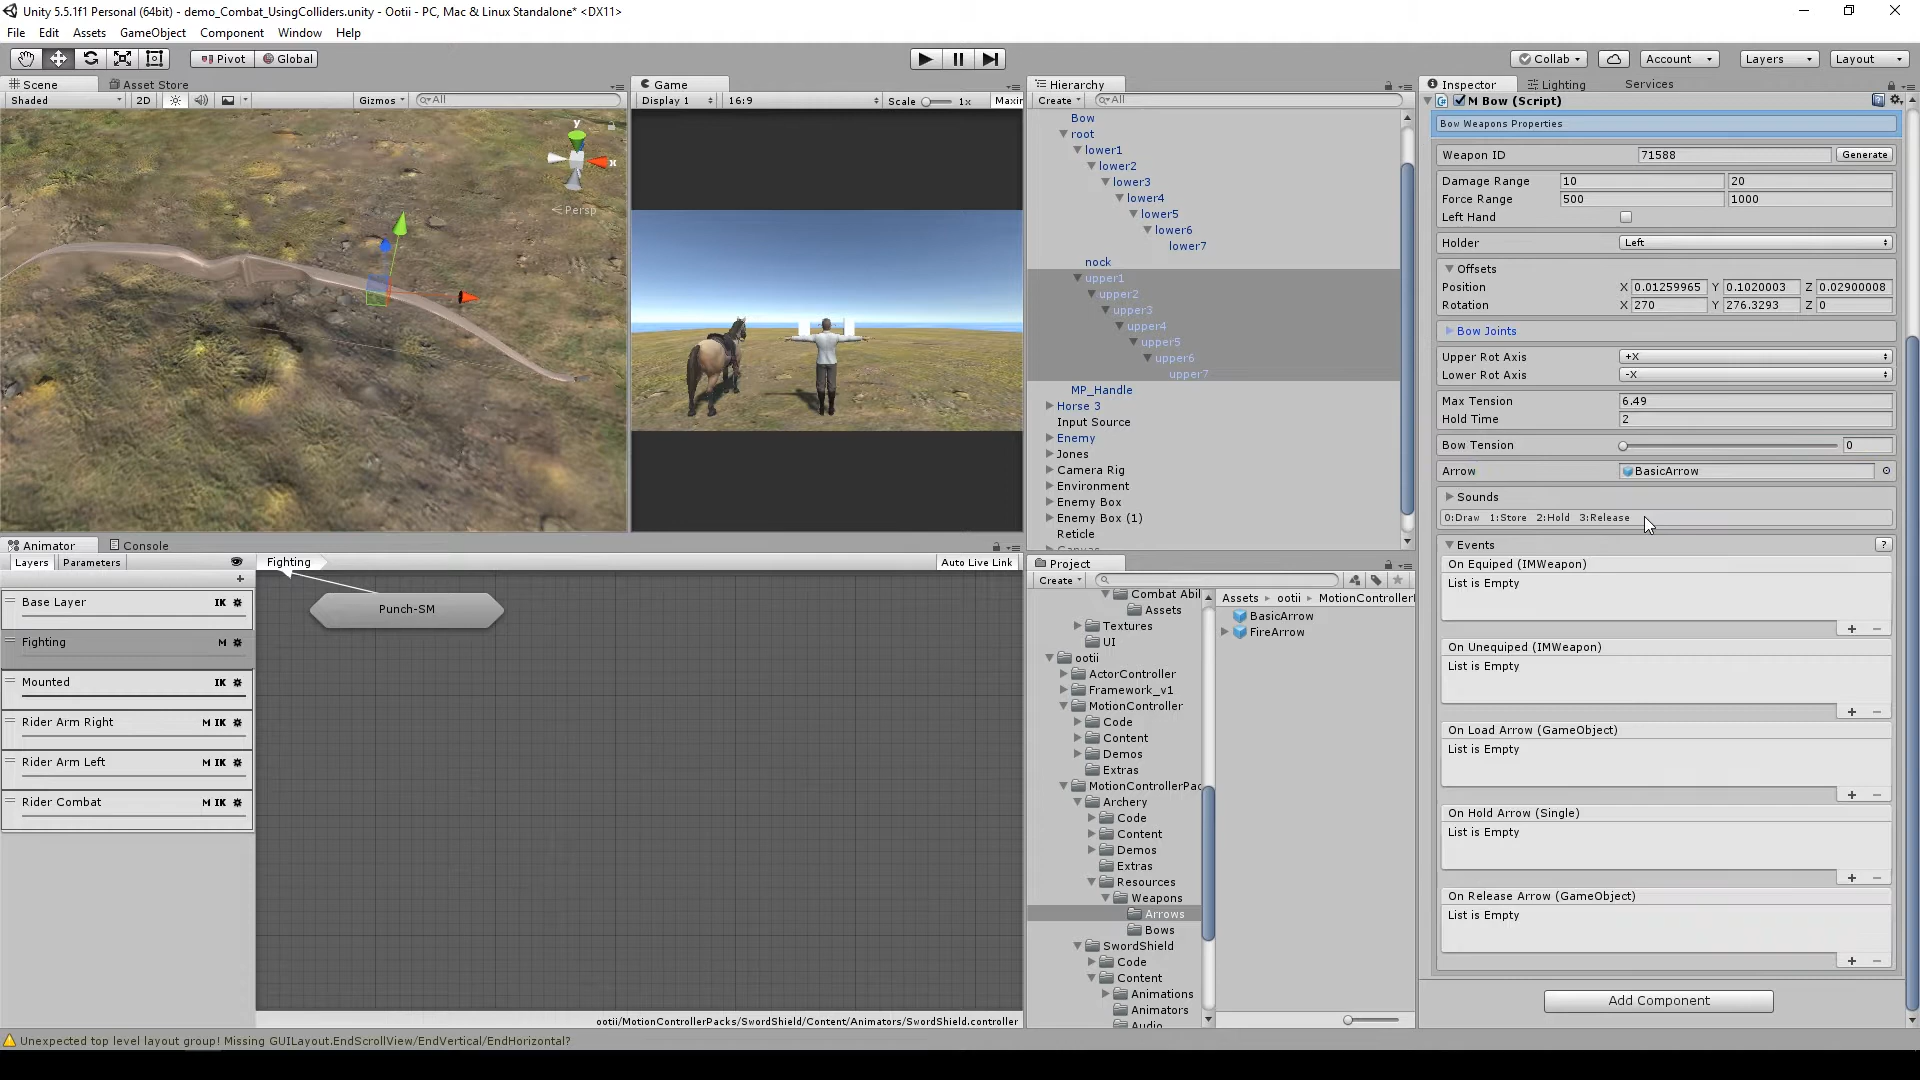 Unity 5.5.1f1 Personal (64bit) - demo_Combat_UsingColliders.unity - Ootii - PC, Mac & Linux Standalone* <DX11>
File Edit Assets GameObject Component Window Help
Pivot Global
Collab Account Layers Layout
Scene Asset Store
Shaded 2D Gizmos All
y
x
Persp
Game
Display 1 16:9 Scale 1x Maxin
Hierarchy
Create All
Bow
root
lower1
lower2
lower3
lower4
lower5
lower6
lower7
nock
upper1
upper2
upper3
upper4
upper5
upper6
upper7
MP_Handle
Horse 3
Input Source
Enemy
Jones
Camera Rig
Environment
Enemy Box
Enemy Box (1)
Reticle
Canvas
Inspector Lighting Services
M Bow (Script)
Bow Weapons Properties
Weapon ID 71588 Generate
Damage Range 10 20
Force Range 500 1000
Left Hand
Holder Left
Offsets
Position X 0.01259965 Y 0.1020003 Z 0.02900008
Rotation X 270 Y 276.3293 Z 0
Bow Joints
Upper Rot Axis +X
Lower Rot Axis -X
Max Tension 6.49
Hold Time 2
Bow Tension 0
Arrow BasicArrow
Sounds
0:Draw 1:Store 2:Hold 3:Release
Events ?
On Equiped (IMWeapon)
List is Empty
On Unequiped (IMWeapon)
List is Empty
On Load Arrow (GameObject)
List is Empty
On Hold Arrow (Single)
List is Empty
On Release Arrow (GameObject)
List is Empty
Add Component
Animator Console
Layers Parameters
Fighting Auto Live Link
Base Layer IK
Fighting M
Mounted IK
Rider Arm Right M IK
Rider Arm Left M IK
Rider Combat M IK
Punch-SM
ootii/MotionControllerPacks/SwordShield/Content/Animators/SwordShield.controller
Project
Create
Combat Abil
Assets
Textures
UI
ootii
ActorController
Framework_v1
MotionController
Code
Content
Demos
Extras
MotionControllerPac
Archery
Code
Content
Demos
Extras
Resources
Weapons
Arrows
Bows
SwordShield
Code
Content
Animations
Animators
Audio
Assets ootii MotionControllerI
BasicArrow
FireArrow
Unexpected top level layout group! Missing GUILayout.EndScrollView/EndVertical/EndHorizontal?